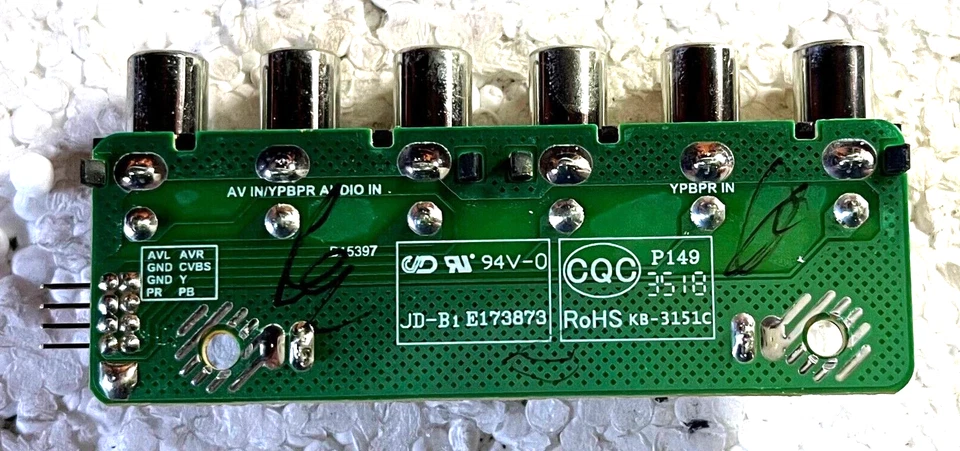 AV IN/YPBPR AUDIO IN
YPBPR IN
AVL AVR
GND CVBS
GND Y
PR PB
94V-0
JD-B1 E173873
CQC P149
3518
RoHS KB-3151C